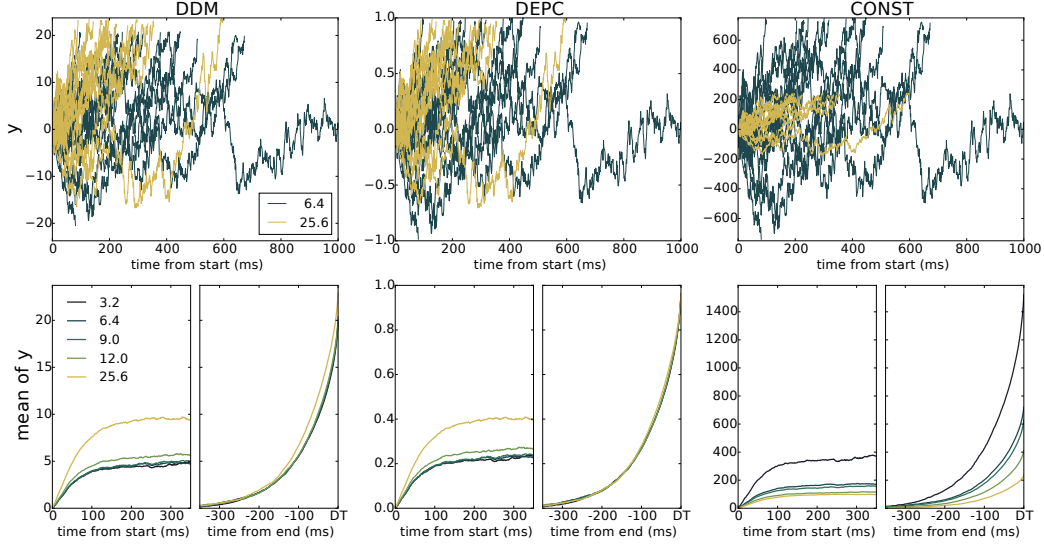 DDM DEPC CONST
y
20
10
0
−10
−20
6.4
25.6
0 200 400 600 800 1000
time from start (ms)
1.0
0.5
0.0
−0.5
−1.0
0 200 400 600 800 1000
time from start (ms)
600
400
200
0
−200
−400
−600
0 200 400 600 800 1000
time from start (ms)
mean of y
20
15
10
5
0
3.2
6.4
9.0
12.0
25.6
0 100 200 300
time from start (ms)
-300 -200 -100 DT
time from end (ms)
1.0
0.8
0.6
0.4
0.2
0.0
0 100 200 300
time from start (ms)
-300 -200 -100 DT
time from end (ms)
1400
1200
1000
800
600
400
200
0
0 100 200 300
time from start (ms)
-300 -200 -100 DT
time from end (ms)